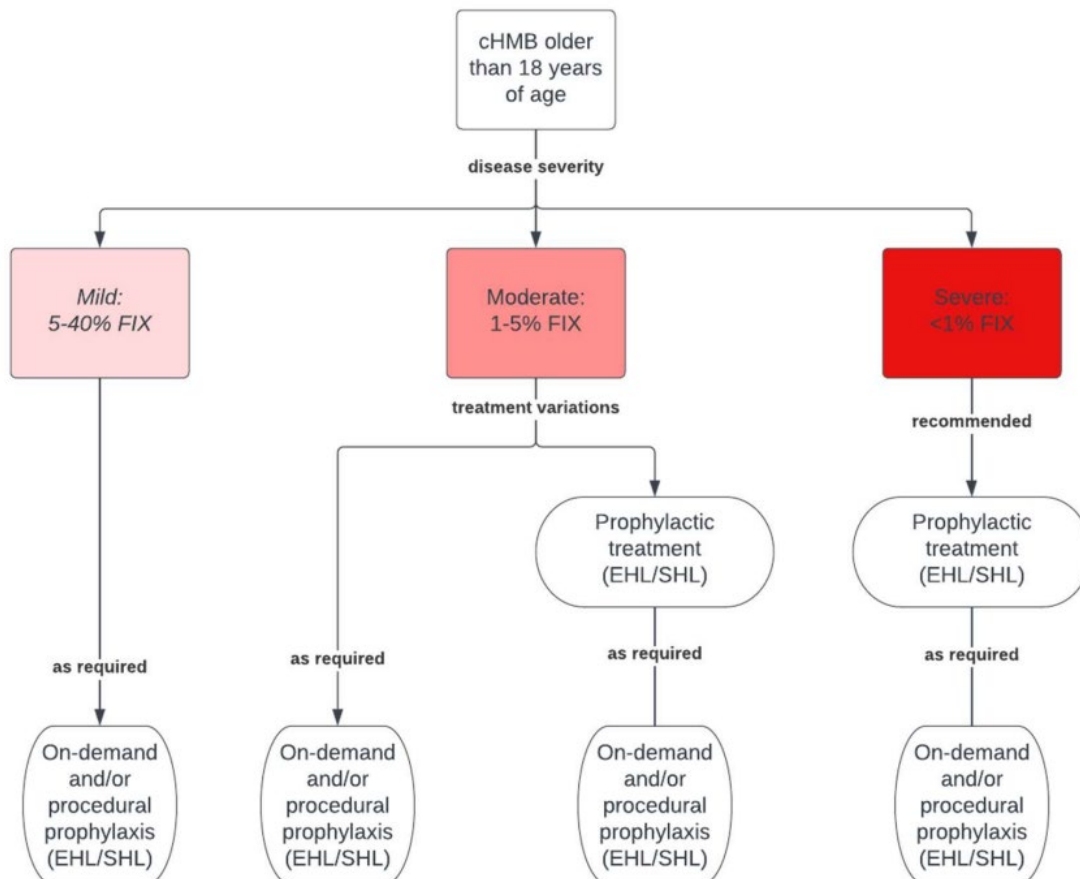 cHMB older
than 18 years
of age
disease severity
Mild:
5-40% FIX
Moderate:
1-5% FIX
Severe:
<1% FIX
treatment variations
recommended
Prophylactic
treatment
(EHL/SHL)
Prophylactic
treatment
(EHL/SHL)
as required
as required
as required
as required
On-demand
and/or
procedural
prophylaxis
(EHL/SHL)
On-demand
and/or
procedural
prophylaxis
(EHL/SHL)
On-demand
and/or
procedural
prophylaxis
(EHL/SHL)
On-demand
and/or
procedural
prophylaxis
(EHL/SHL)